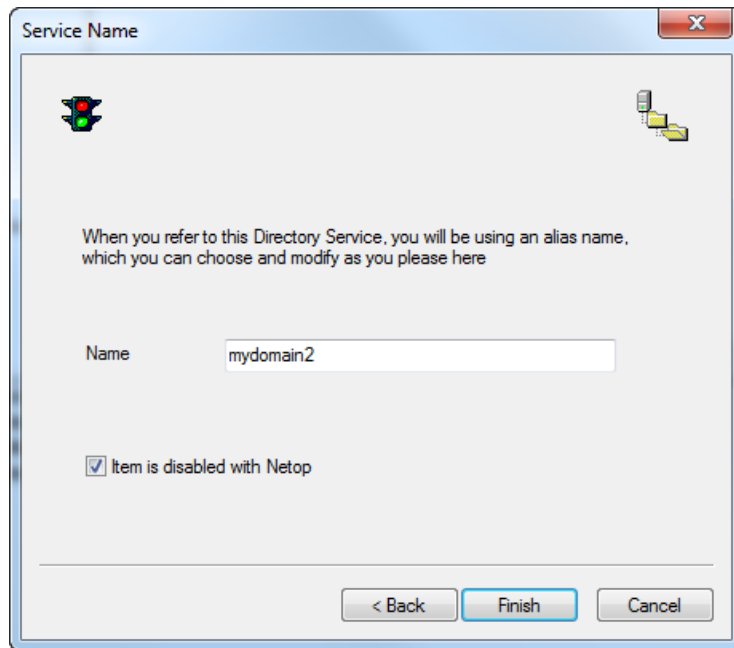 Service Name
When you refer to this Directory Service, you will be using an alias name,
which you can choose and modify as you please here
Name
mydomain2
Item is disabled with Netop
< Back
Finish
Cancel